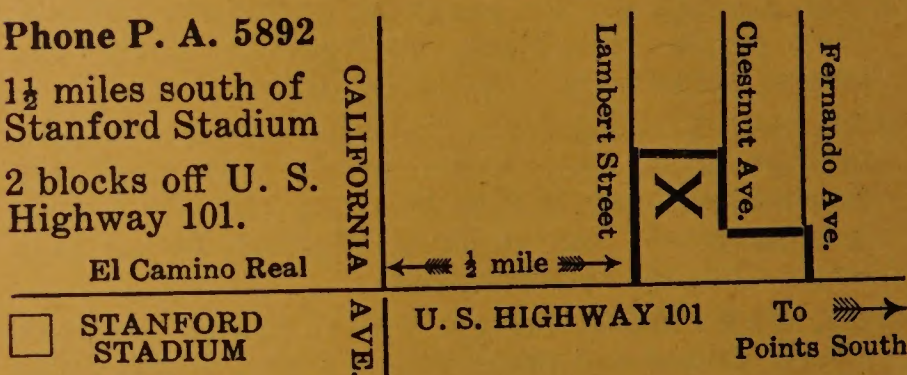 Phone P. A. 5892
1½ miles south of
Stanford Stadium
2 blocks off U. S.
Highway 101.
El Camino Real
STANFORD
STADIUM
CALIFORNIA AVE.
½ mile
Lambert Street
X
Chestnut Ave.
Fernando Ave.
U. S. HIGHWAY 101
To
Points South